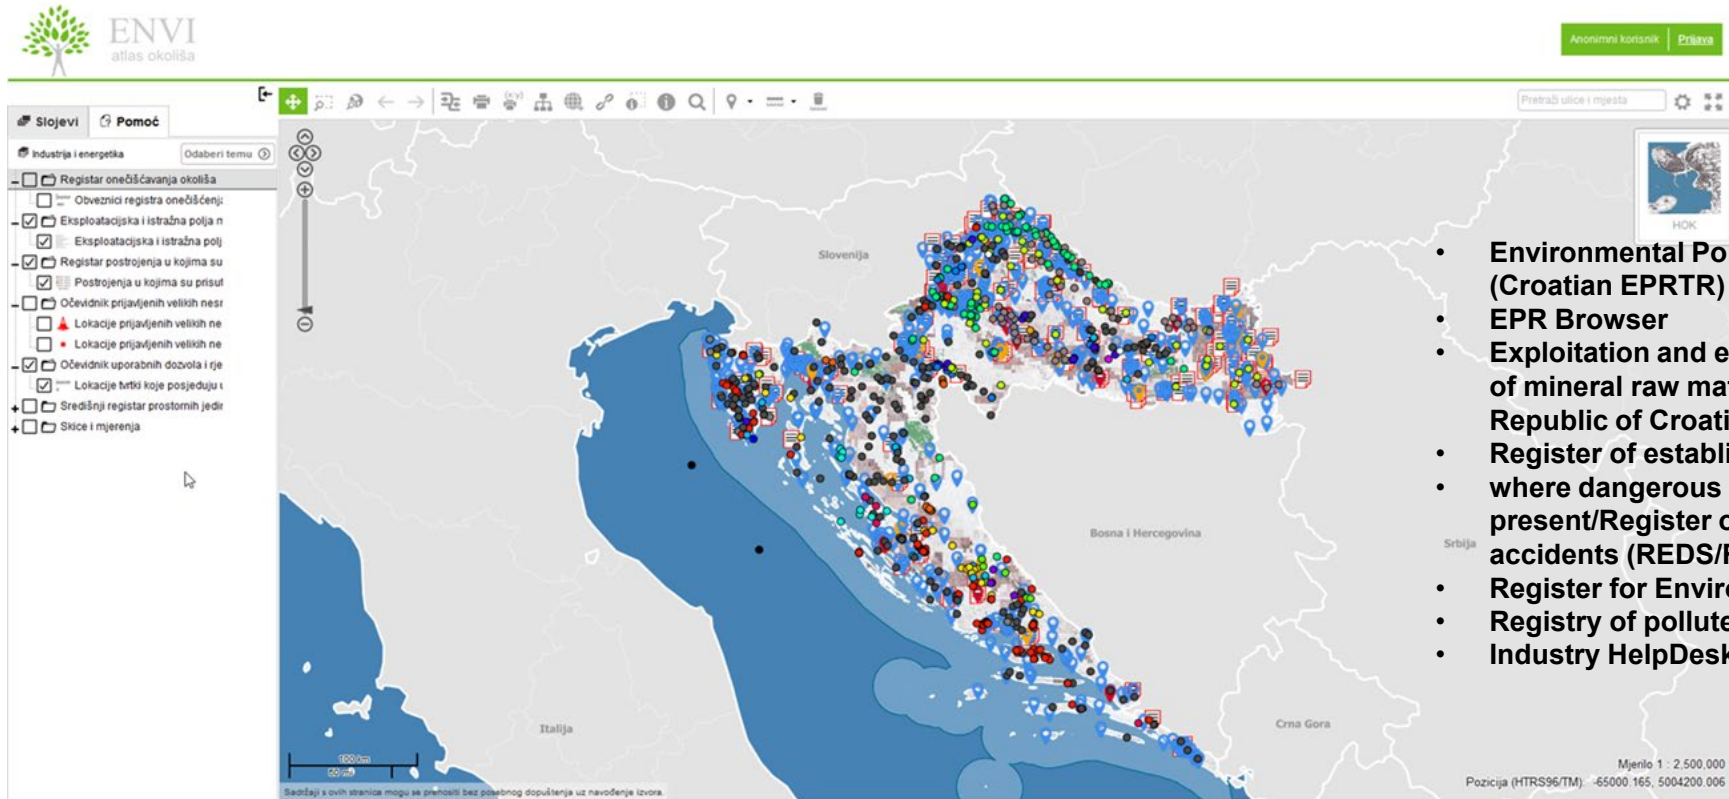 ENVI
atlas okoliša
Anonimni korisnik
Prijava
Slojevi
Pomoć
Pretraži ulice i mjesta
Industrija i energetika
Odaberi temu
Registar onečišćavanja okoliša
Obveznici registra onečišćenj
Eksploatacijska i istražna polja m
Eksploatacijska i istražna polj
Registar postrojenja u kojima su
Postrojenja u kojima su prisut
Očevidnik prijavljenih velikih nesr
Lokacije prijavljenih velikih ne
Lokacije prijavljenih velikih ne
Očevidnik uporabnih dozvola i rje
Lokacije tvrtki koje posjeduju u
Središnji registar prostornih jedir
Skice i mjerenja
HOK
Slovenija
Bosna i Hercegovina
Srbija
Italija
Crna Gora
• Environmental Po
(Croatian EPRTR)
• EPR Browser
• Exploitation and e
of mineral raw mat
Republic of Croati
• Register of establi
• where dangerous
present/Register o
accidents (REDS/R
• Register for Enviro
• Registry of pollute
• Industry HelpDesk
100 km
60 mi
Sadržaji s ovih stranica mogu se prenositi bez posebnog dopuštenja uz navođenje izvora.
Mjerilo 1 : 2,500,000
Pozicija (HTRS96/TM): -65000.165, 5004200.006